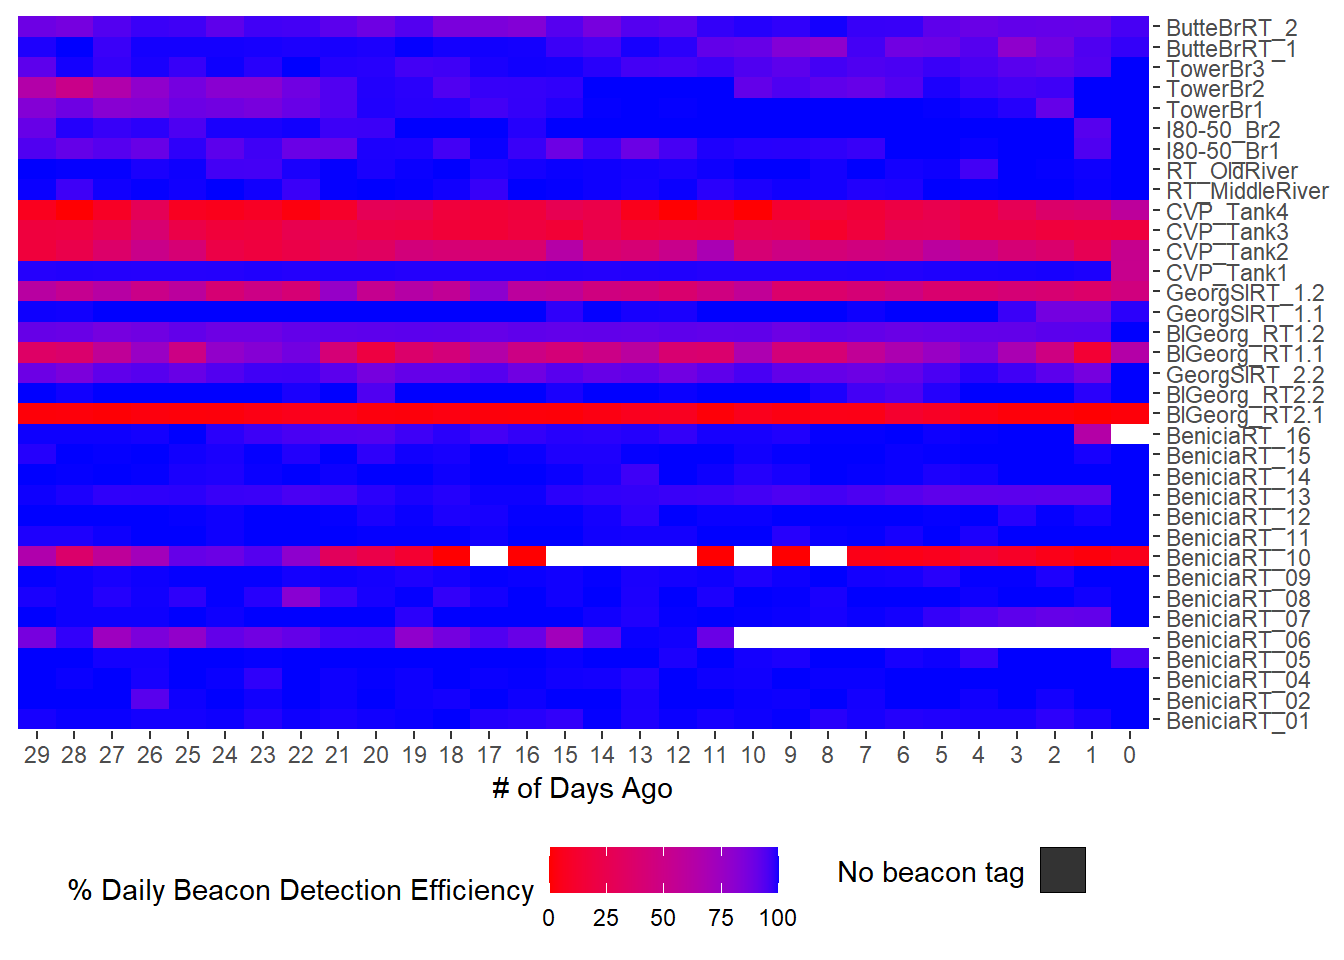 ButteBrRT_2
ButteBrRT_1
TowerBr3
TowerBr2
TowerBr1
I80-50_Br2
I80-50_Br1
RT_OldRiver
RT_MiddleRiver
CVP_Tank4
CVP_Tank3
CVP_Tank2
CVP_Tank1
GeorgSlRT_1.2
GeorgSlRT_1.1
BlGeorg_RT1.2
BlGeorg_RT1.1
GeorgSlRT_2.2
BlGeorg_RT2.2
BlGeorg_RT2.1
BeniciaRT_16
BeniciaRT_15
BeniciaRT_14
BeniciaRT_13
BeniciaRT_12
BeniciaRT_11
BeniciaRT_10
BeniciaRT_09
BeniciaRT_08
BeniciaRT_07
BeniciaRT_06
BeniciaRT_05
BeniciaRT_04
BeniciaRT_02
BeniciaRT_01
29 28 27 26 25 24 23 22 21 20 19 18 17 16 15 14 13 12 11 10 9 8 7 6 5 4 3 2 1 0
# of Days Ago
% Daily Beacon Detection Efficiency
0 25 50 75 100
No beacon tag